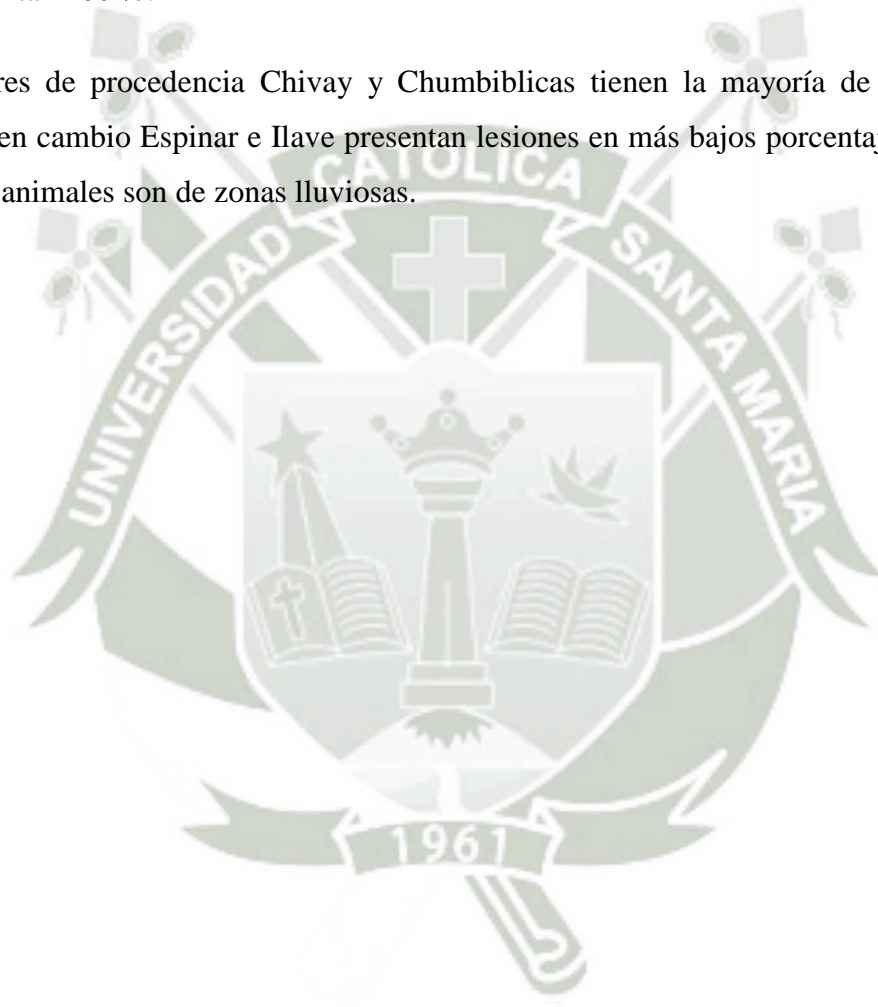 res de procedencia Chivay y Chumbiblicas tienen la mayoría de
en cambio Espinar e Ilave presentan lesiones en más bajos porcentaj
animales son de zonas lluviosas.
CATOLICA
UNIVERSIDAD
SANTA MARIA
1961